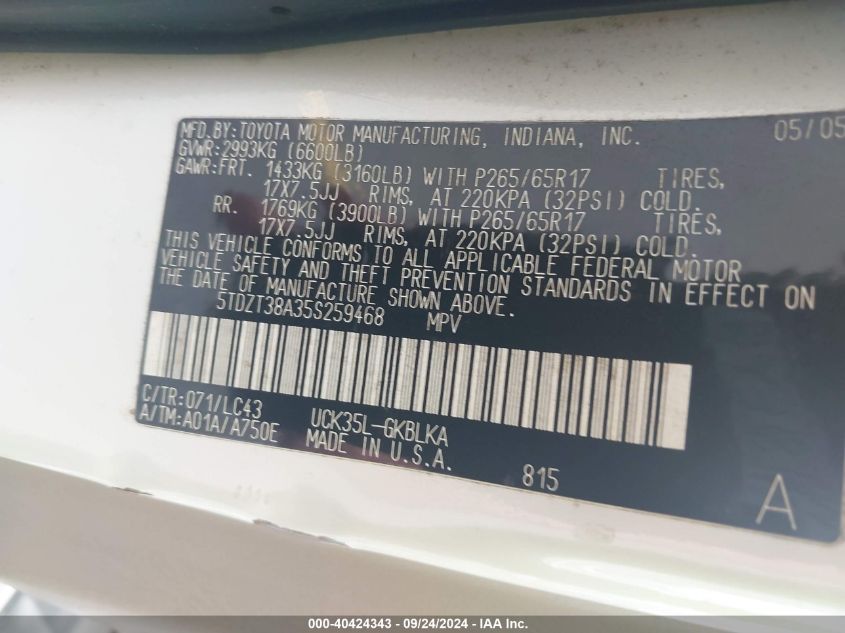 MFD.BY:TOYOTA MOTOR MANUFACTURING, INDIANA, INC. 05/05
GVWR:2993KG (6600LB)
GAWR:FRT. 1433KG (3160LB) WITH P265/65R17 TIRES,
17X7.5JJ RIMS, AT 220KPA (32PSI) COLD.
RR. 1769KG (3900LB) WITH P265/65R17 TIRES,
17X7.5JJ RIMS, AT 220KPA (32PSI) COLD.
THIS VEHICLE CONFORMS TO ALL APPLICABLE FEDERAL MOTOR
VEHICLE SAFETY AND THEFT PREVENTION STANDARDS IN EFFECT ON
THE DATE OF MANUFACTURE SHOWN ABOVE.
5TDZT38A35S259468 MPV
C/TR:071/LC43 UCK35L-GKBLKA
A/TM:A01A/A750E MADE IN U.S.A. 815 A
000-40424343 - 09/24/2024 - IAA Inc.